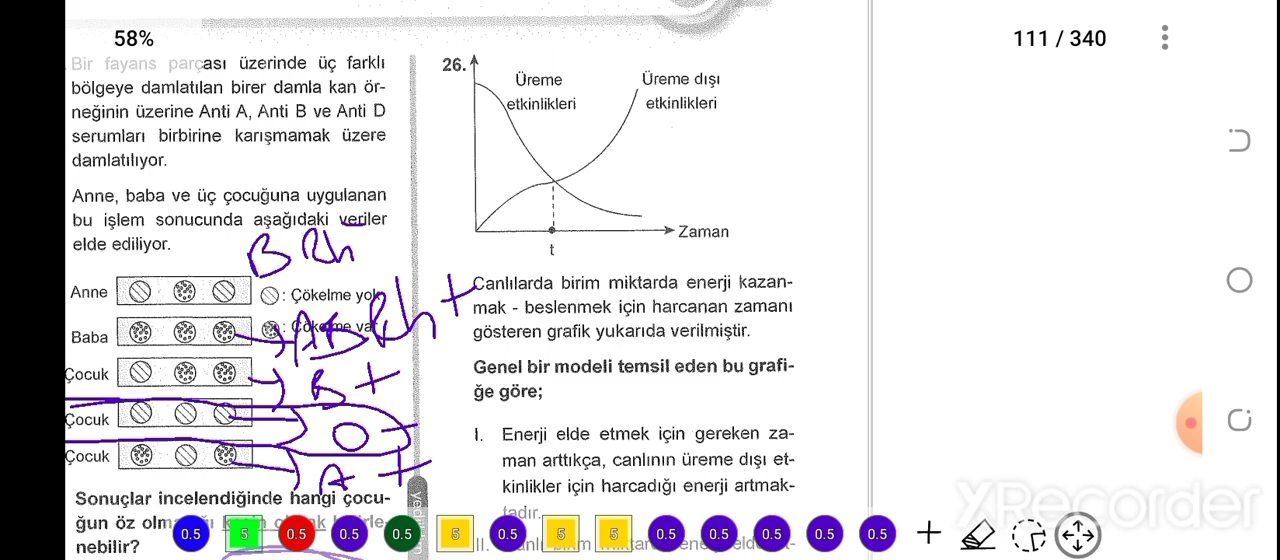 58%
111 / 340
Bir fayans parçası üzerinde üç farklı
bölgeye damlatılan birer damla kan ör-
neğinin üzerine Anti A, Anti B ve Anti D
serumları birbirine karışmamak üzere
damlatılıyor.
Anne, baba ve üç çocuğuna uygulanan
bu işlem sonucunda aşağıdaki veriler
elde ediliyor.
B Rh-
Anne
: Çökelme yok
Baba
: Çökelme var
AB Rh +
Çocuk
B +
Çocuk
O -
Çocuk
A +
Sonuçlar incelendiğinde hangi çocu-
ğun öz
nebilir?
26.
Üreme
etkinlikleri
Üreme dışı
etkinlikleri
Zaman
t
Canlılarda birim miktarda enerji kazan-
mak - beslenmek için harcanan zamanı
gösteren grafik yukarıda verilmiştir.
Genel bir modeli temsil eden bu grafi-
ğe göre;
I. Enerji elde etmek için gereken za-
man arttıkça, canlının üreme dışı et-
kinlikler için harcadığı enerji artmak-
tadır.
II.
0.5 5 0.5 0.5 0.5 5 0.5 5 5 0.5 0.5 0.5 0.5 0.5
XRecorder